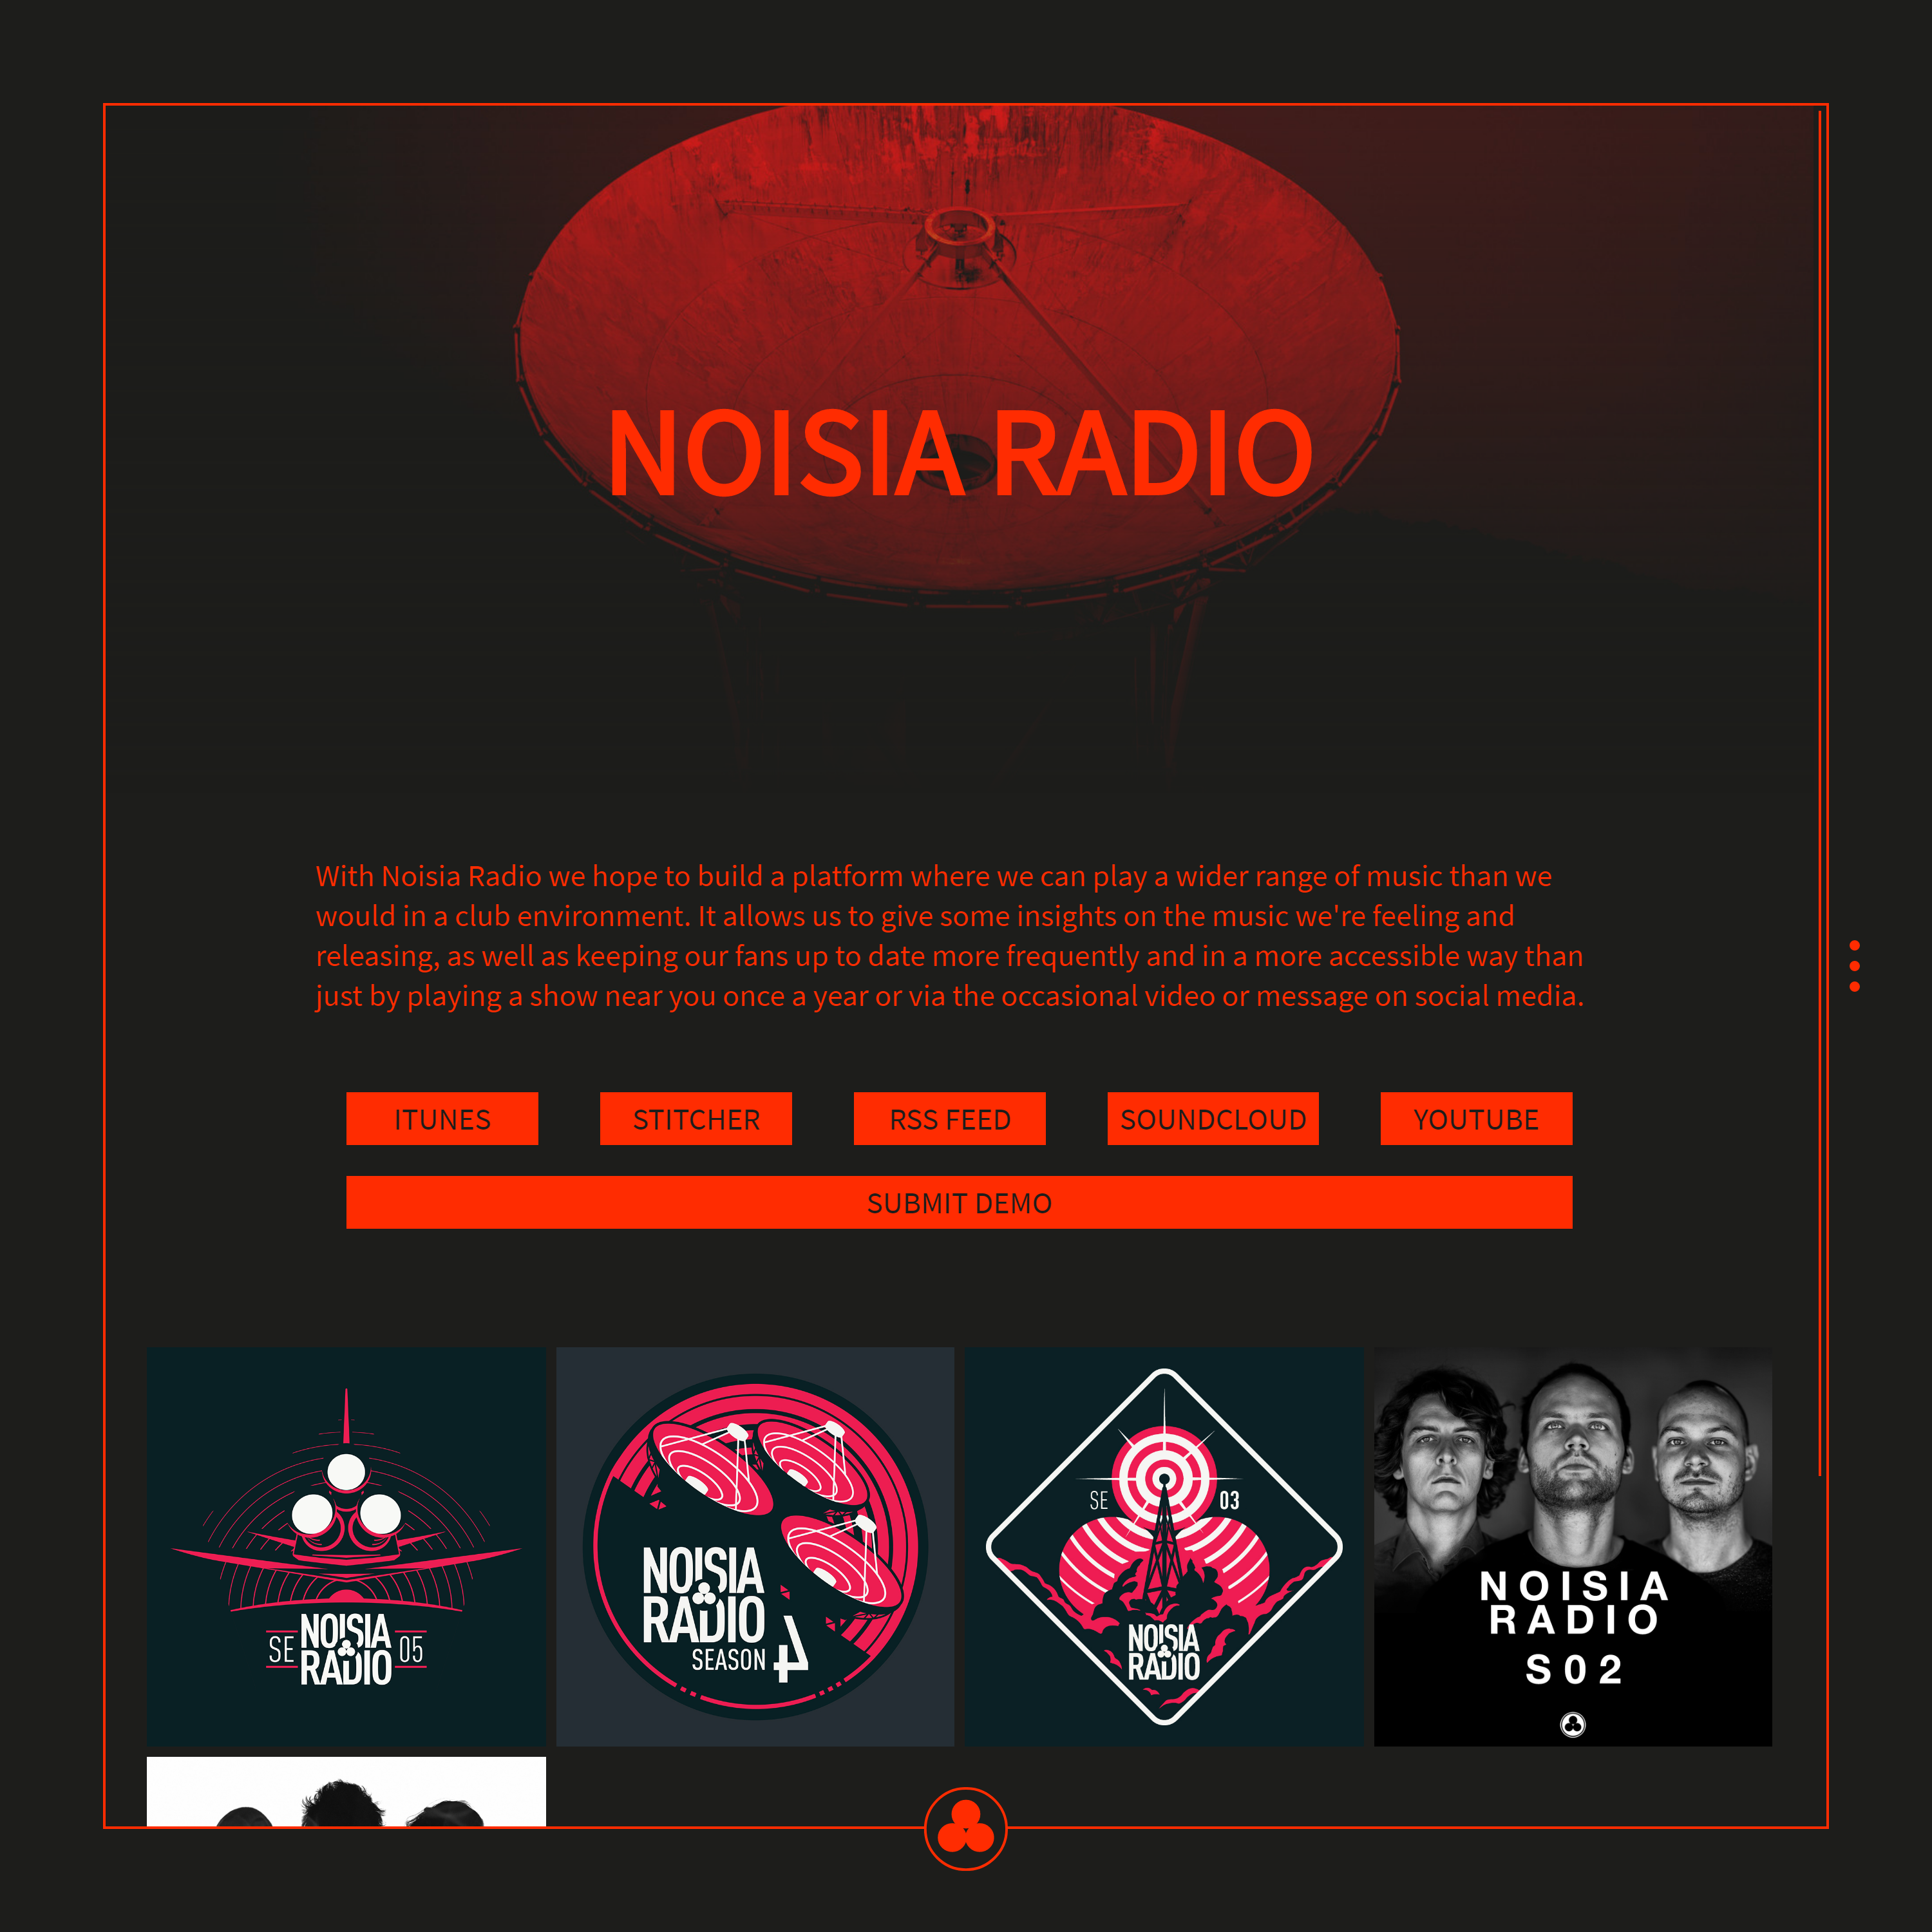 NOISIA RADIO
With Noisia Radio we hope to build a platform where we can play a wider range of music than we
would in a club environment. It allows us to give some insights on the music we're feeling and
releasing, as well as keeping our fans up to date more frequently and in a more accessible way than
just by playing a show near you once a year or via the occasional video or message on social media.
ITUNES
STITCHER
RSS FEED
SOUNDCLOUD
YOUTUBE
SUBMIT DEMO
SE
NOISIA
RADIO
05
NOISIA
RADIO
SEASON 4
SE
03
NOISIA
RADIO
NOISIA
RADIO
S02